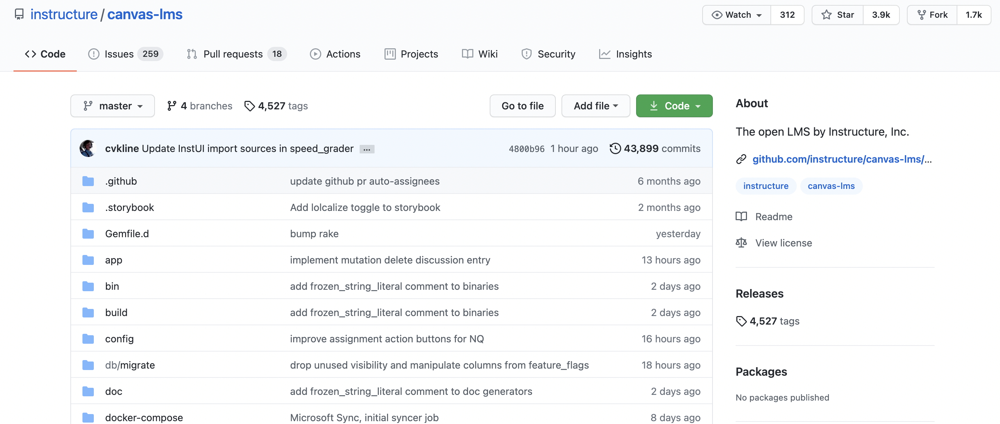 instructure / canvas-lms
Watch 312 Star 3.9k Fork 1.7k
Code Issues 259 Pull requests 18 Actions Projects Wiki Security Insights
master 4 branches 4,527 tags Go to file Add file Code
cvkline Update InstUI import sources in speed_grader ... 4800b96 1 hour ago 43,899 commits
.github update github pr auto-assignees 6 months ago
.storybook Add lolcalize toggle to storybook 2 months ago
Gemfile.d bump rake yesterday
app implement mutation delete discussion entry 13 hours ago
bin add frozen_string_literal comment to binaries 2 days ago
build add frozen_string_literal comment to binaries 2 days ago
config improve assignment action buttons for NQ 16 hours ago
db/migrate drop unused visibility and manipulate columns from feature_flags 18 hours ago
doc add frozen_string_literal comment to doc generators 2 days ago
docker-compose Microsoft Sync, initial syncer job 8 days ago
About
The open LMS by Instructure, Inc.
github.com/instructure/canvas-lms/...
instructure canvas-lms
Readme
View license
Releases
4,527 tags
Packages
No packages published